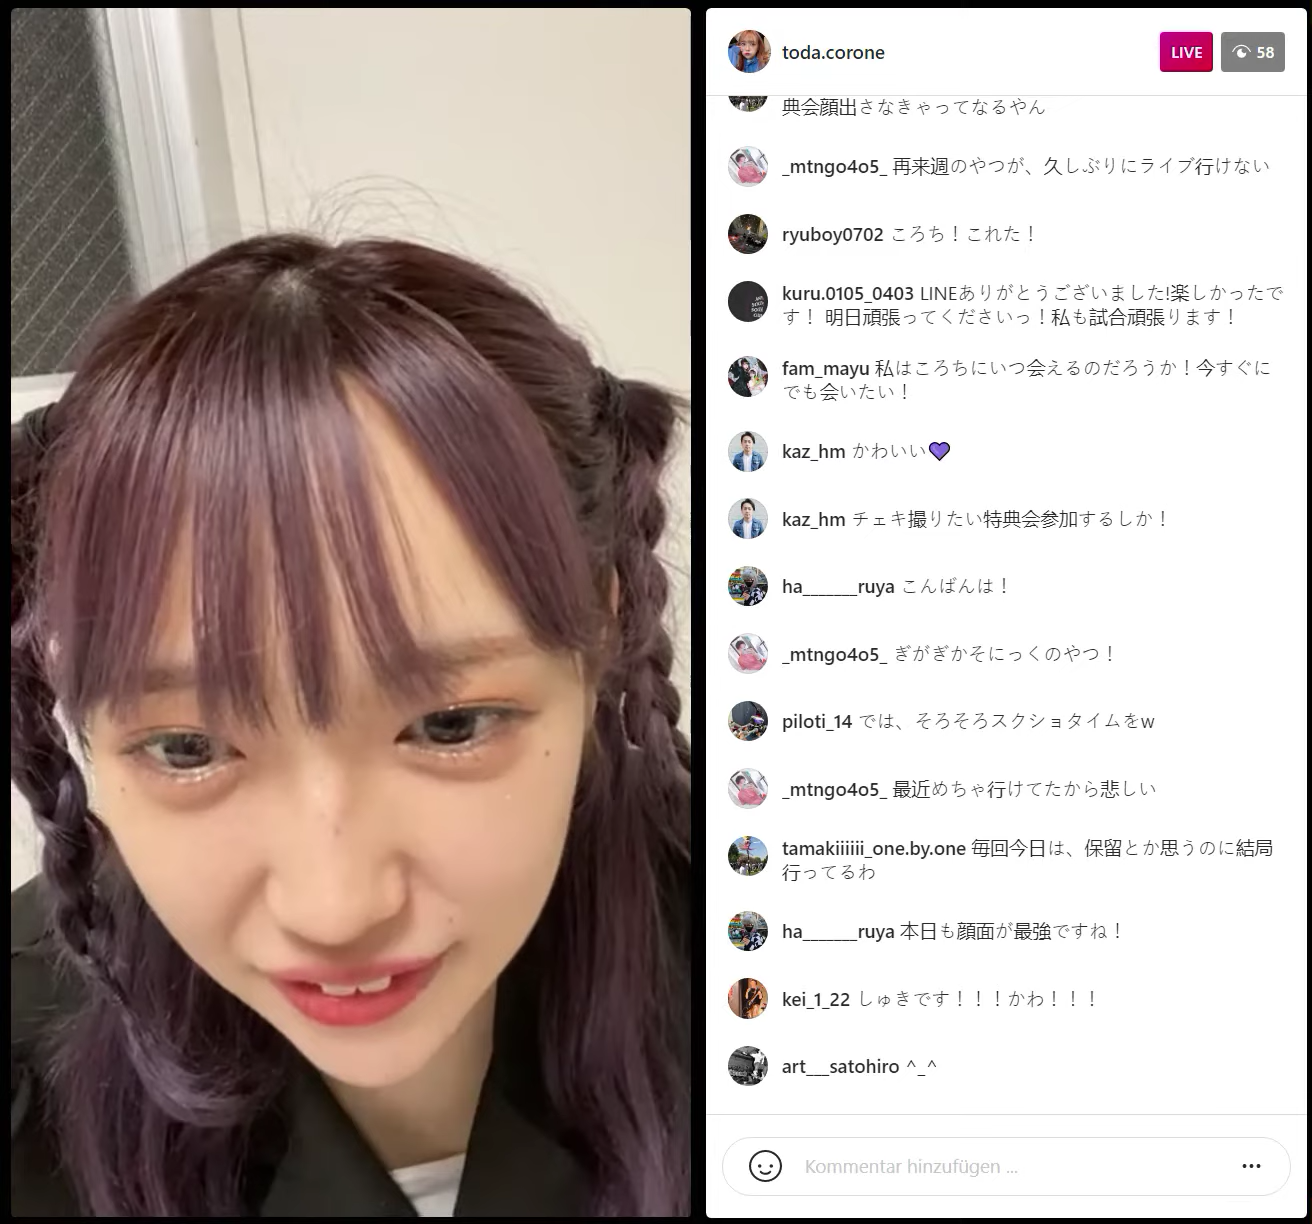 toda.corone
LIVE
58
典会顔出さなきゃってなるやん
_mtngo4o5_ 再来週のやつが、久しぶりにライブ行けない
ryuboy0702 ころち！これた！
kuru.0105_0403 LINEありがとうございました!楽しかったで
す！ 明日頑張ってくださいっ！私も試合頑張ります！
fam_mayu 私はころちにいつ会えるのだろうか！今すぐに
でも会いたい！
kaz_hm かわいい💜
kaz_hm チェキ撮りたい特典会参加するしか！
ha_______ruya こんばんは！
_mtngo4o5_ ぎがぎかそにっくのやつ！
piloti_14 では、そろそろスクショタイムをw
_mtngo4o5_ 最近めちゃ行けてたから悲しい
tamakiiiiii_one.by.one 毎回今日は、保留とか思うのに結局
行ってるわ
ha_______ruya 本日も顔面が最強ですね！
kei_1_22 しゅきです！！！かわ！！！
art___satohiro ^_^
Kommentar hinzufügen ...